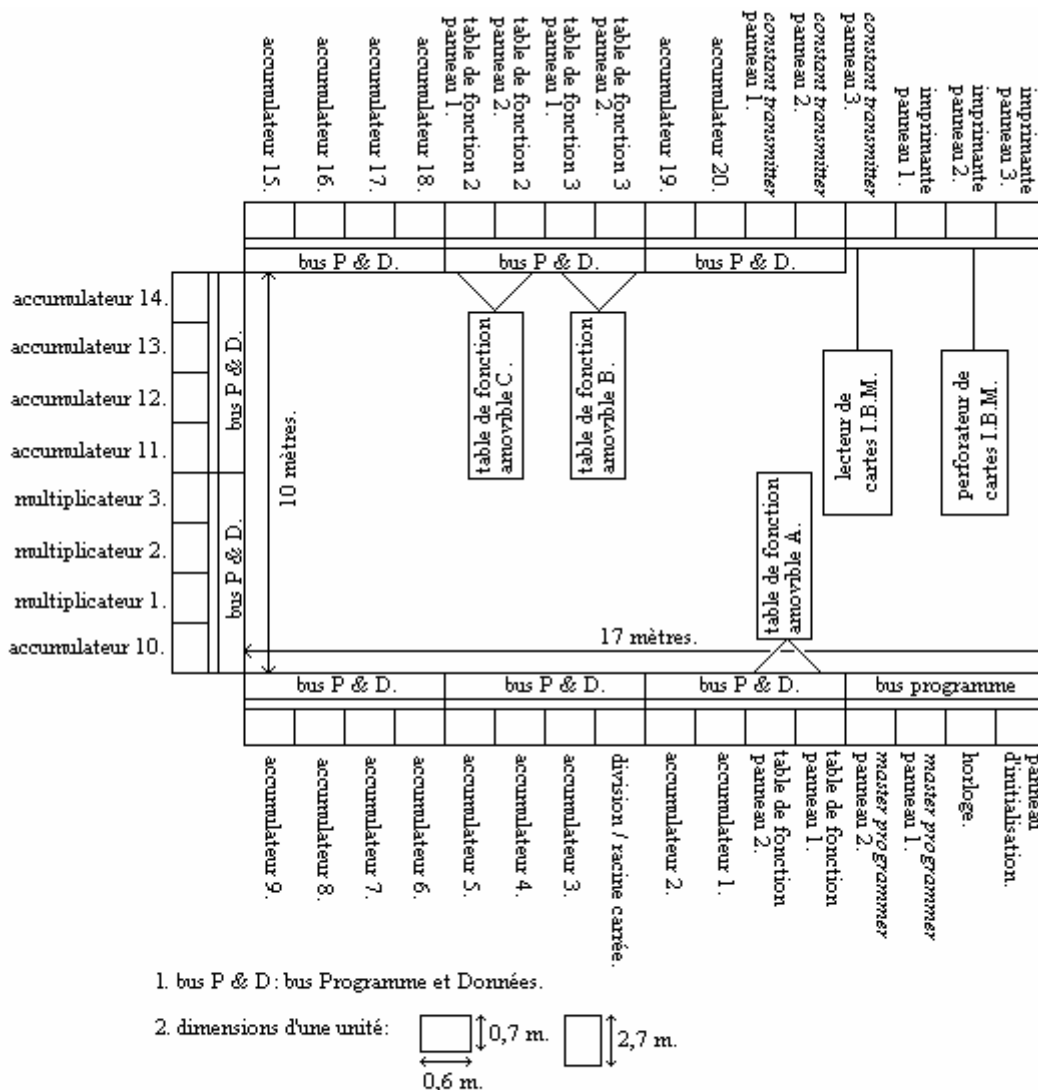 accumulateur 15.
accumulateur 16.
accumulateur 17.
accumulateur 18.
table de fonction 2
panneau 1.
table de fonction 2
panneau 2.
table de fonction 3
panneau 1.
table de fonction 3
panneau 2.
accumulateur 19.
accumulateur 20.
constant transmitter
panneau 1.
constant transmitter
panneau 2.
constant transmitter
panneau 3.
imprimante
panneau 1.
imprimante
panneau 2.
imprimante
panneau 3.
bus P & D.
bus P & D.
bus P & D.
accumulateur 14.
accumulateur 13.
accumulateur 12.
accumulateur 11.
multiplicateur 3.
multiplicateur 2.
multiplicateur 1.
accumulateur 10.
bus P & D.
bus P & D.
10 mètres.
table de fonction
amovible C.
table de fonction
amovible B.
lecteur de
cartes I.B.M.
perforateur de
cartes I.B.M.
table de fonction
amovible A.
17 mètres.
bus P & D.
bus P & D.
bus P & D.
bus programme
accumulateur 9.
accumulateur 8.
accumulateur 7.
accumulateur 6.
accumulateur 5.
accumulateur 4.
accumulateur 3.
division / racine carrée.
accumulateur 2.
accumulateur 1.
table de fonction
panneau 2.
table de fonction
panneau 1.
master programmer
panneau 2.
master programmer
panneau 1.
horloge.
panneau
d'initialisation.
1. bus P & D : bus Programme et Données.
2. dimensions d'une unité:
0,7 m.
2,7 m.
0,6 m.